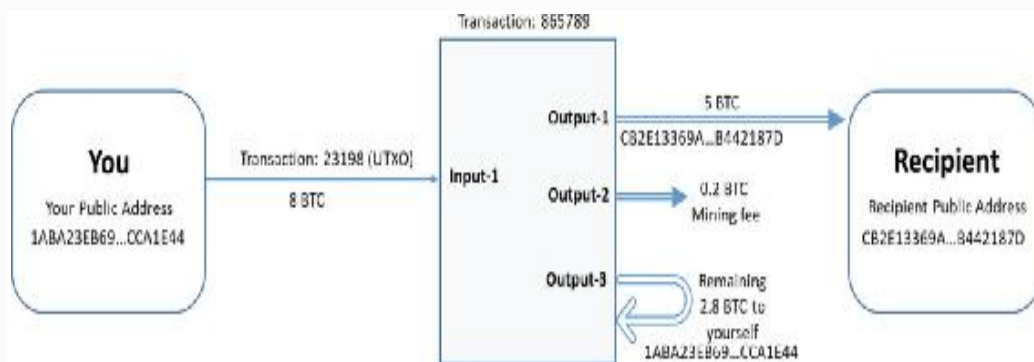 Transaction: 865789
You
Your Public Address
1ABA23EB69...CCA1E44
Transaction: 23198 (UTXO)
8 BTC
Input-1
Output-1
5 BTC
CB2E13369A...B442187D
Output-2
0.2 BTC
Mining fee
Output-3
Remaining
2.8 BTC to
yourself
1ABA23EB69...CCA1E44
Recipient
Recipient Public Address
CB2E13369A...B442187D